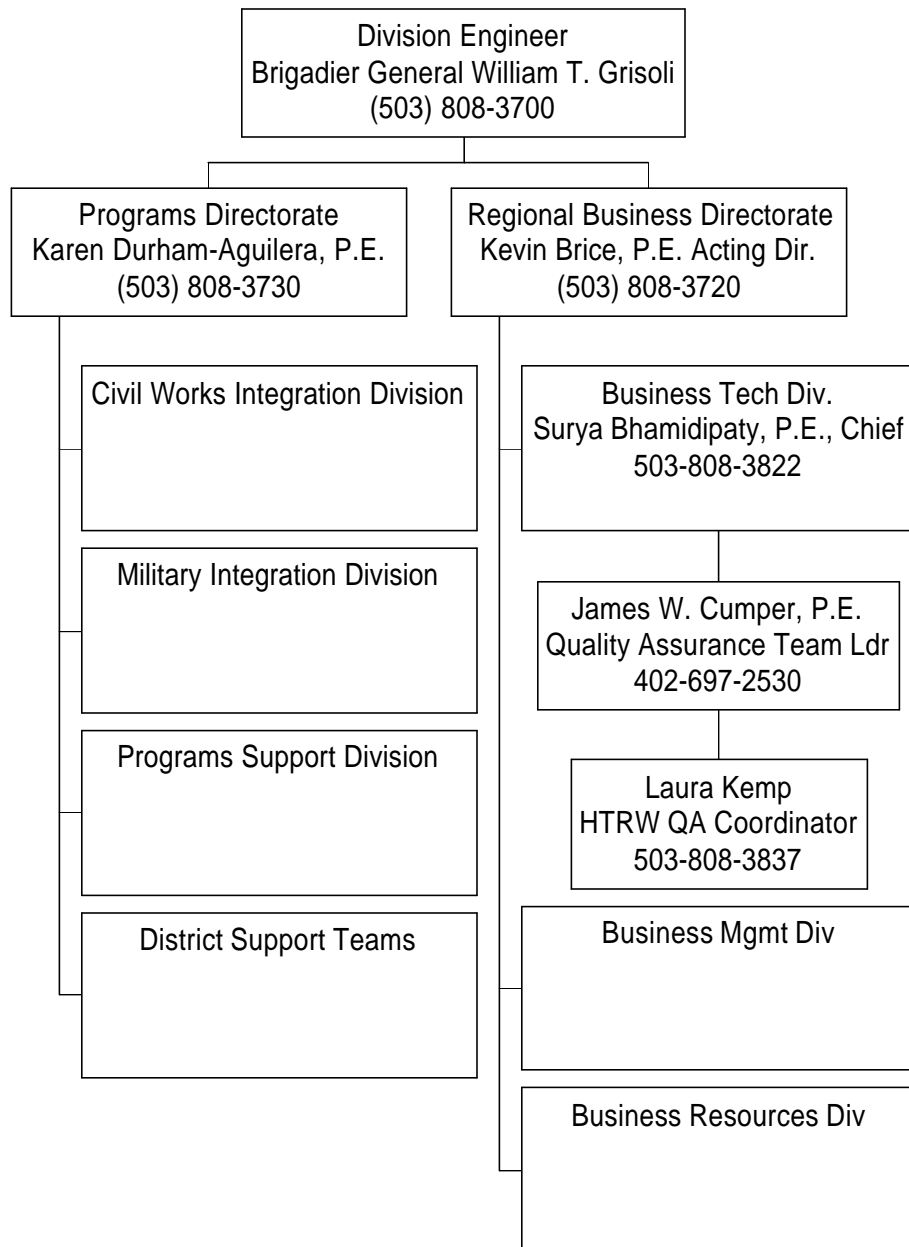 Division Engineer
Brigadier General William T. Grisoli
(503) 808-3700
Programs Directorate
Karen Durham-Aguilera, P.E.
(503) 808-3730
Regional Business Directorate
Kevin Brice, P.E. Acting Dir.
(503) 808-3720
Civil Works Integration Division
Military Integration Division
Programs Support Division
District Support Teams
Business Tech Div.
Surya Bhamidipaty, P.E., Chief
503-808-3822
James W. Cumper, P.E.
Quality Assurance Team Ldr
402-697-2530
Laura Kemp
HTRW QA Coordinator
503-808-3837
Business Mgmt Div
Business Resources Div